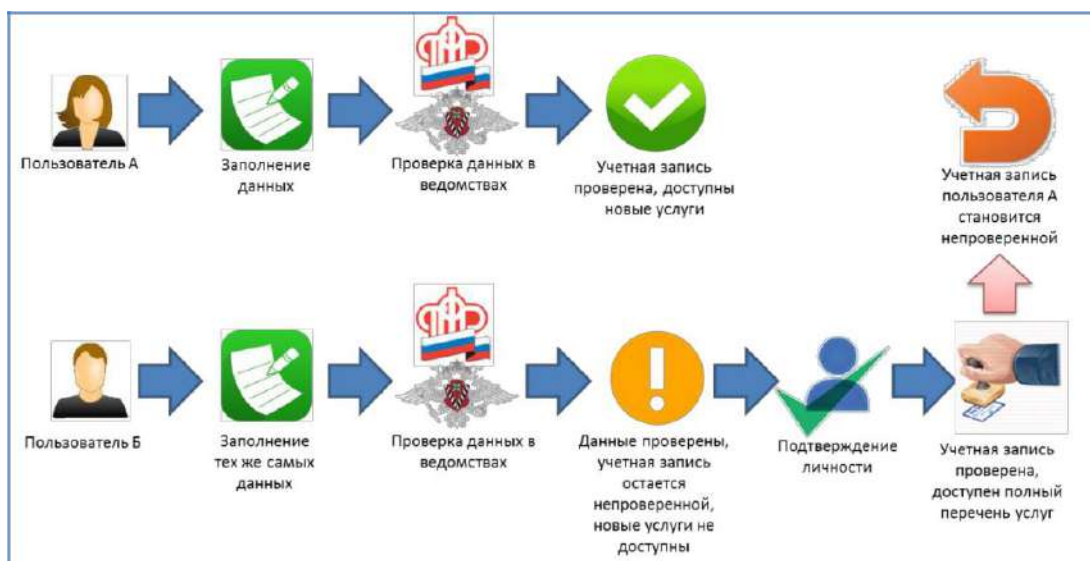 Пользователь А
Заполнение
данных
Проверка данных в
ведомствах
Учетная запись
проверена, доступны
новые услуги
Учетная запись
пользователя А
становится
непроверенной
Пользователь Б
Заполнение
тех же самых
данных
Проверка данных в
ведомствах
Данные проверены,
учетная запись
остается
непроверенной,
новые услуги не
доступны
Подтверждение
личности
Учетная запись
проверена,
доступен полный
перечень услуг